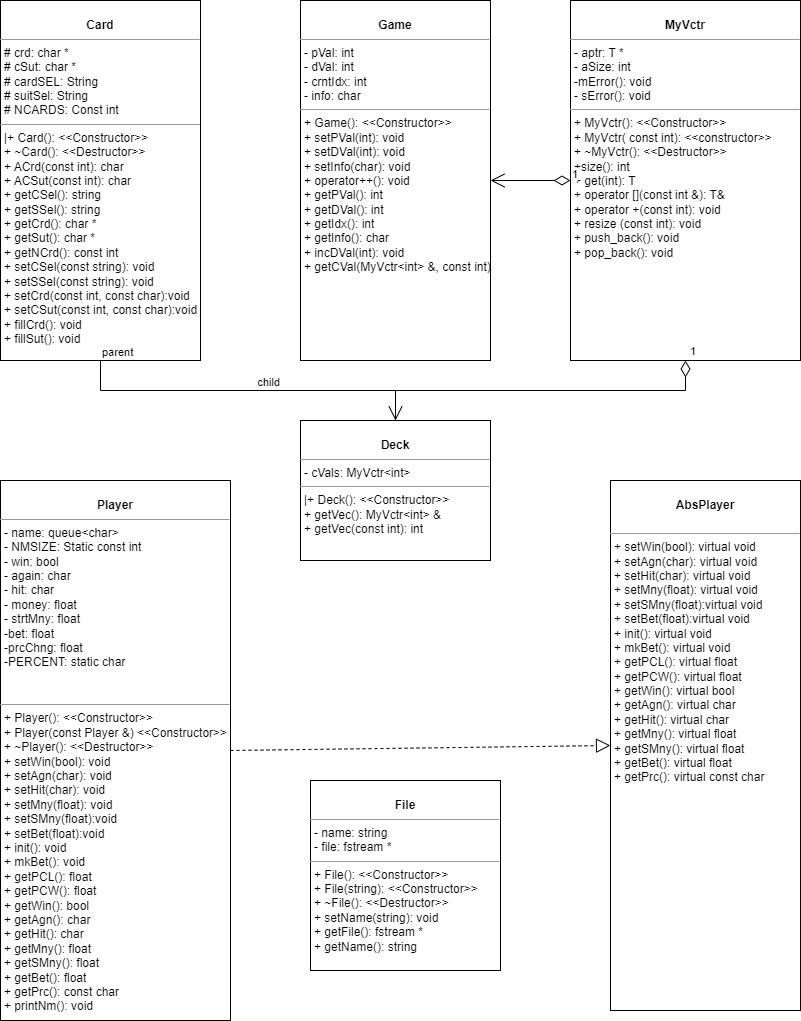 Card
# crd: char *
# cSut: char *
# cardSEL: String
# suitSel: String
# NCARDS: Const int
|+ Card(): <<Constructor>>
+ ~Card(): <<Destructor>>
+ ACrd(const int): char
+ ACSut(const int): char
+ getCSel(): string
+ getSSel(): string
+ getCrd(): char *
+ getSut(): char *
+ getNCrd(): const int
+ setCSel(const string): void
+ setSSel(const string): void
+ setCrd(const int, const char):void
+ setCSut(const int, const char):void
+ fillCrd(): void
+ fillSut(): void
parent
Game
- pVal: int
- dVal: int
- crntIdx: int
- info: char
+ Game(): <<Constructor>>
+ setPVal(int): void
+ setDVal(int): void
+ setInfo(char): void
+ operator++(): void
+ getPVal(): int
+ getDVal(): int
+ getIdx(): int
+ getInfo(): char
+ incDVal(int): void
+ getCVal(MyVctr<int> &, const int)
MyVctr
- aptr: T *
- aSize: int
-mError(): void
- sError(): void
+ MyVctr(): <<Constructor>>
+ MyVctr( const int): <<constructor>>
+ ~MyVctr(): <<Destructor>>
+size(): int
1
- get(int): T
+ operator [](const int &): T&
+ operator +(const int): void
+ resize (const int): void
+ push_back(): void
+ pop_back(): void
1
child
Deck
- cVals: MyVctr<int>
|+ Deck(): <<Constructor>>
+ getVec(): MyVctr<int> &
+ getVec(const int): int
Player
- name: queue<char>
- NMSIZE: Static const int
- win: bool
- again: char
- hit: char
- money: float
- strtMny: float
-bet: float
-prcChng: float
-PERCENT: static char
+ Player(): <<Constructor>>
+ Player(const Player &) <<Constructor>>
+ ~Player(): <<Destructor>>
+ setWin(bool): void
+ setAgn(char): void
+ setHit(char): void
+ setMny(float): void
+ setSMny(float):void
+ setBet(float):void
+ init(): void
+ mkBet(): void
+ getPCL(): float
+ getPCW(): float
+ getWin(): bool
+ getAgn(): char
+ getHit(): char
+ getMny(): float
+ getSMny(): float
+ getBet(): float
+ getPrc(): const char
+ printNm(): void
AbsPlayer
+ setWin(bool): virtual void
+ setAgn(char): virtual void
+ setHit(char): virtual void
+ setMny(float): virtual void
+ setSMny(float):virtual void
+ setBet(float):virtual void
+ init(): virtual void
+ mkBet(): virtual void
+ getPCL(): virtual float
+ getPCW(): virtual float
+ getWin(): virtual bool
+ getAgn(): virtual char
+ getHit(): virtual char
+ getMny(): virtual float
+ getSMny(): virtual float
+ getBet(): virtual float
+ getPrc(): virtual const char
File
- name: string
- file: fstream *
+ File(): <<Constructor>>
+ File(string): <<Constructor>>
+ ~File(): <<Destructor>>
+ setName(string): void
+ getFile(): fstream *
+ getName(): string